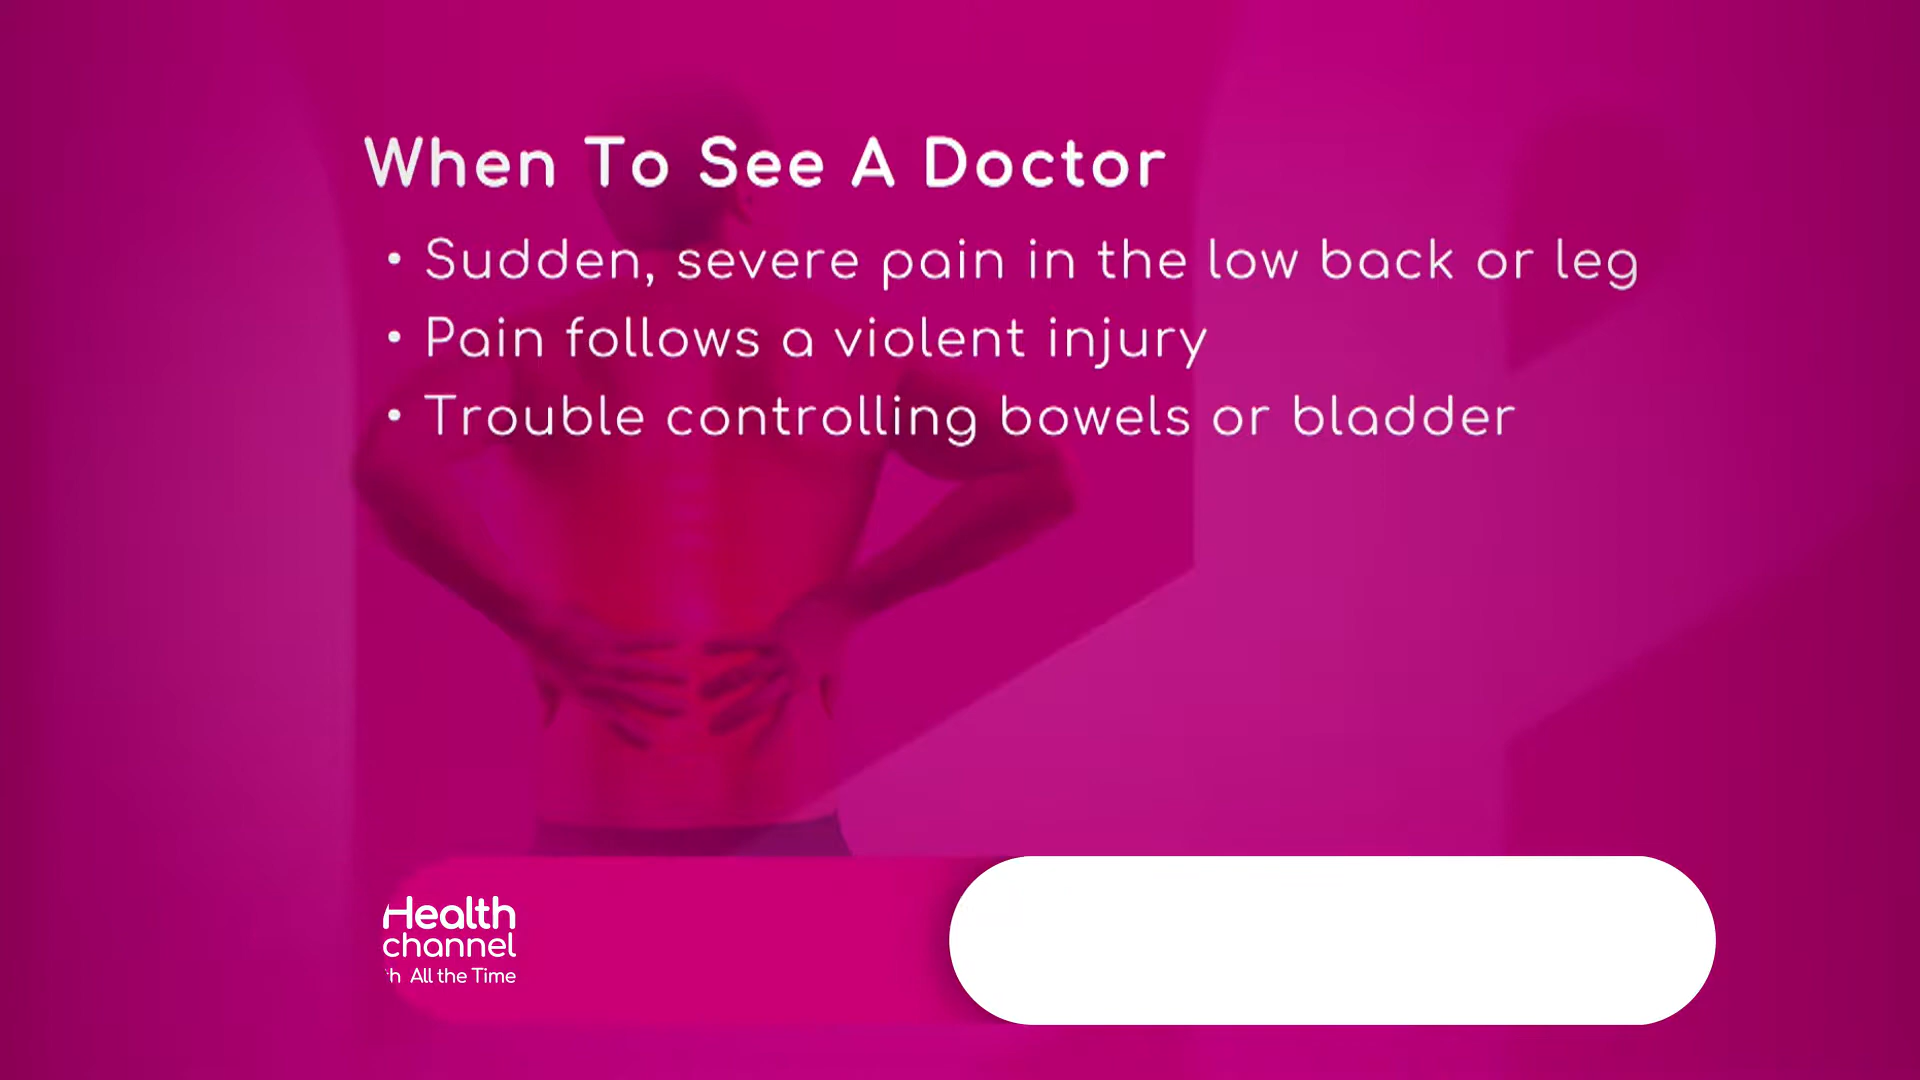 When To See A Doctor
• Sudden, severe pain in the low back or leg
• Pain follows a violent injury
• Trouble controlling bowels or bladder
Health
channel
All the Time